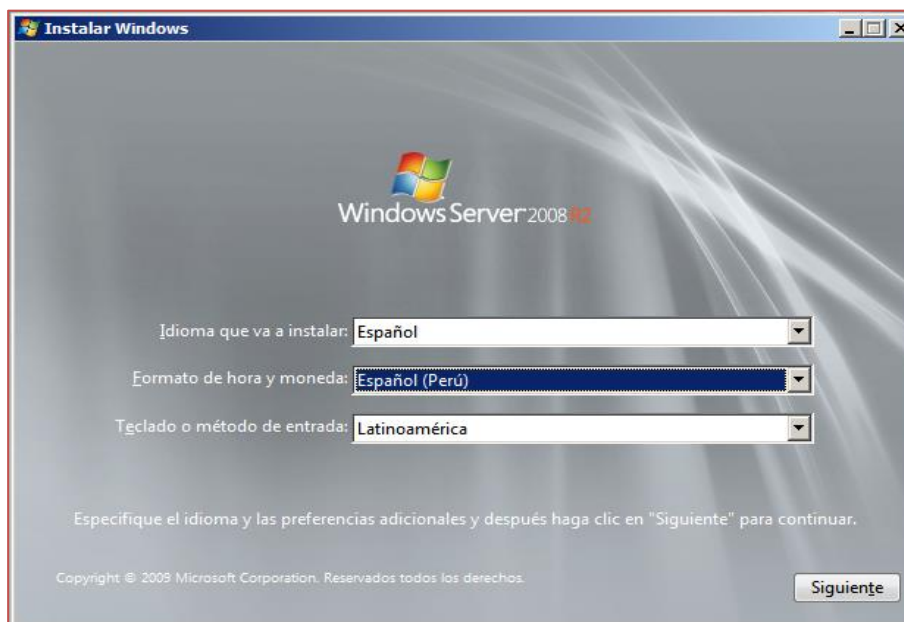 Instalar Windows
Windows Server 2008 R2
Idioma que va a instalar: Español
Formato de hora y moneda: Español (Perú)
Teclado o método de entrada: Latinoamérica
Especifique el idioma y las preferencias adicionales y después haga clic en "Siguiente" para continuar.
Copyright © 2009 Microsoft Corporation. Reservados todos los derechos.
Siguiente